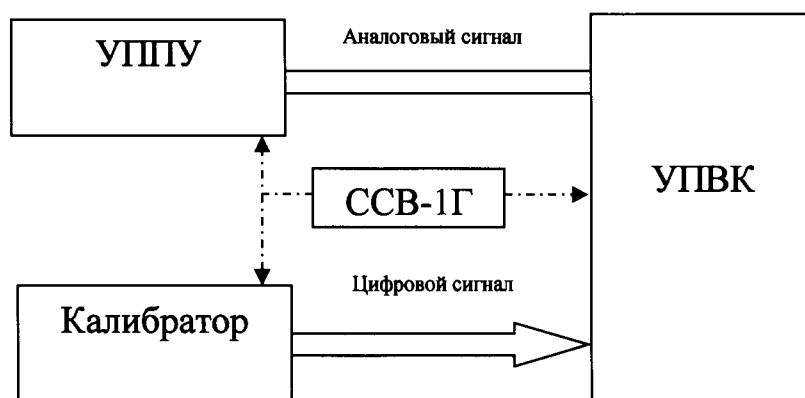 УППУ
Аналоговый сигнал
УПВК
ССВ-1Г
Цифровой сигнал
Калибратор